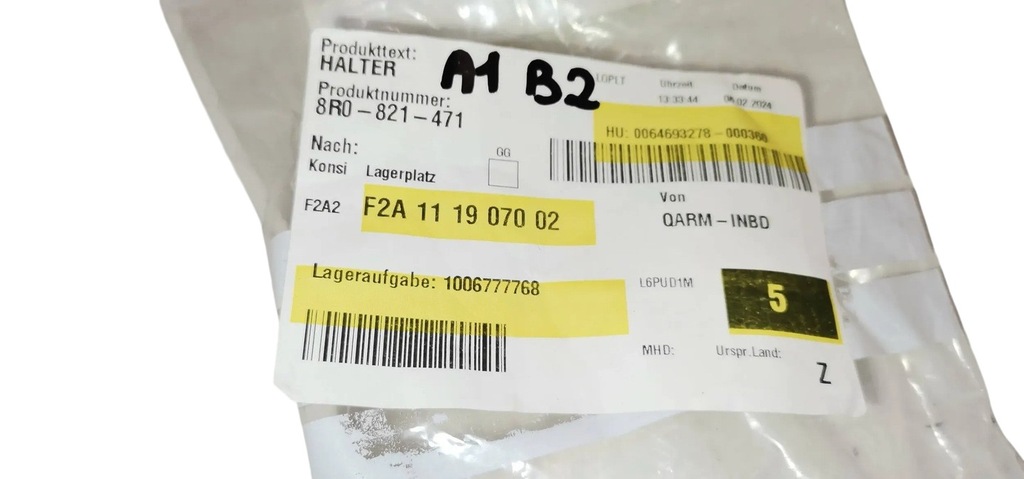 Produkttext:
HALTER
A1 B2
Uhrzeit Datum
13:33:44 06.02.2024
Produktnummer:
8R0-821-471
HU: 0064693278-000360
Nach:
GG
Konsi Lagerplatz
Von
F2A2 F2A 11 19 070 02
QARM-INBD
Lageraufgabe: 1006777768
L6PUD1M
5
MHD: Urspr.Land:
Z